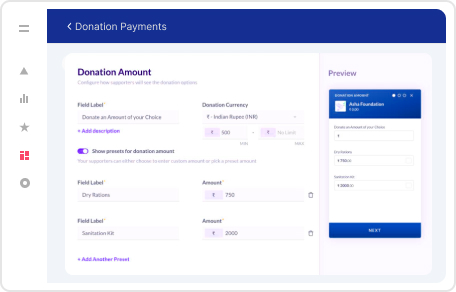 Donation Payments
Donation Amount
Configure how supporters will see the donation options
Field Label*
Donate an Amount of your Choice
+ Add description
Donation Currency
₹ - Indian Rupee (INR)
₹ 500 - ₹ No Limit
MIN MAX
Show presets for donation amount
Your supporters can either choose to enter custom amount or pick a preset amount
Field Label* Amount*
Dry Rations ₹ 750
Field Label* Amount*
Sanitation Kit ₹ 2000
+ Add Another Preset
Preview
DONATION AMOUNT
Asha Foundation
Donate an Amount of your Choice
₹
Dry Rations
₹ 750.00
Sanitation Kit
₹ 2000.00
NEXT